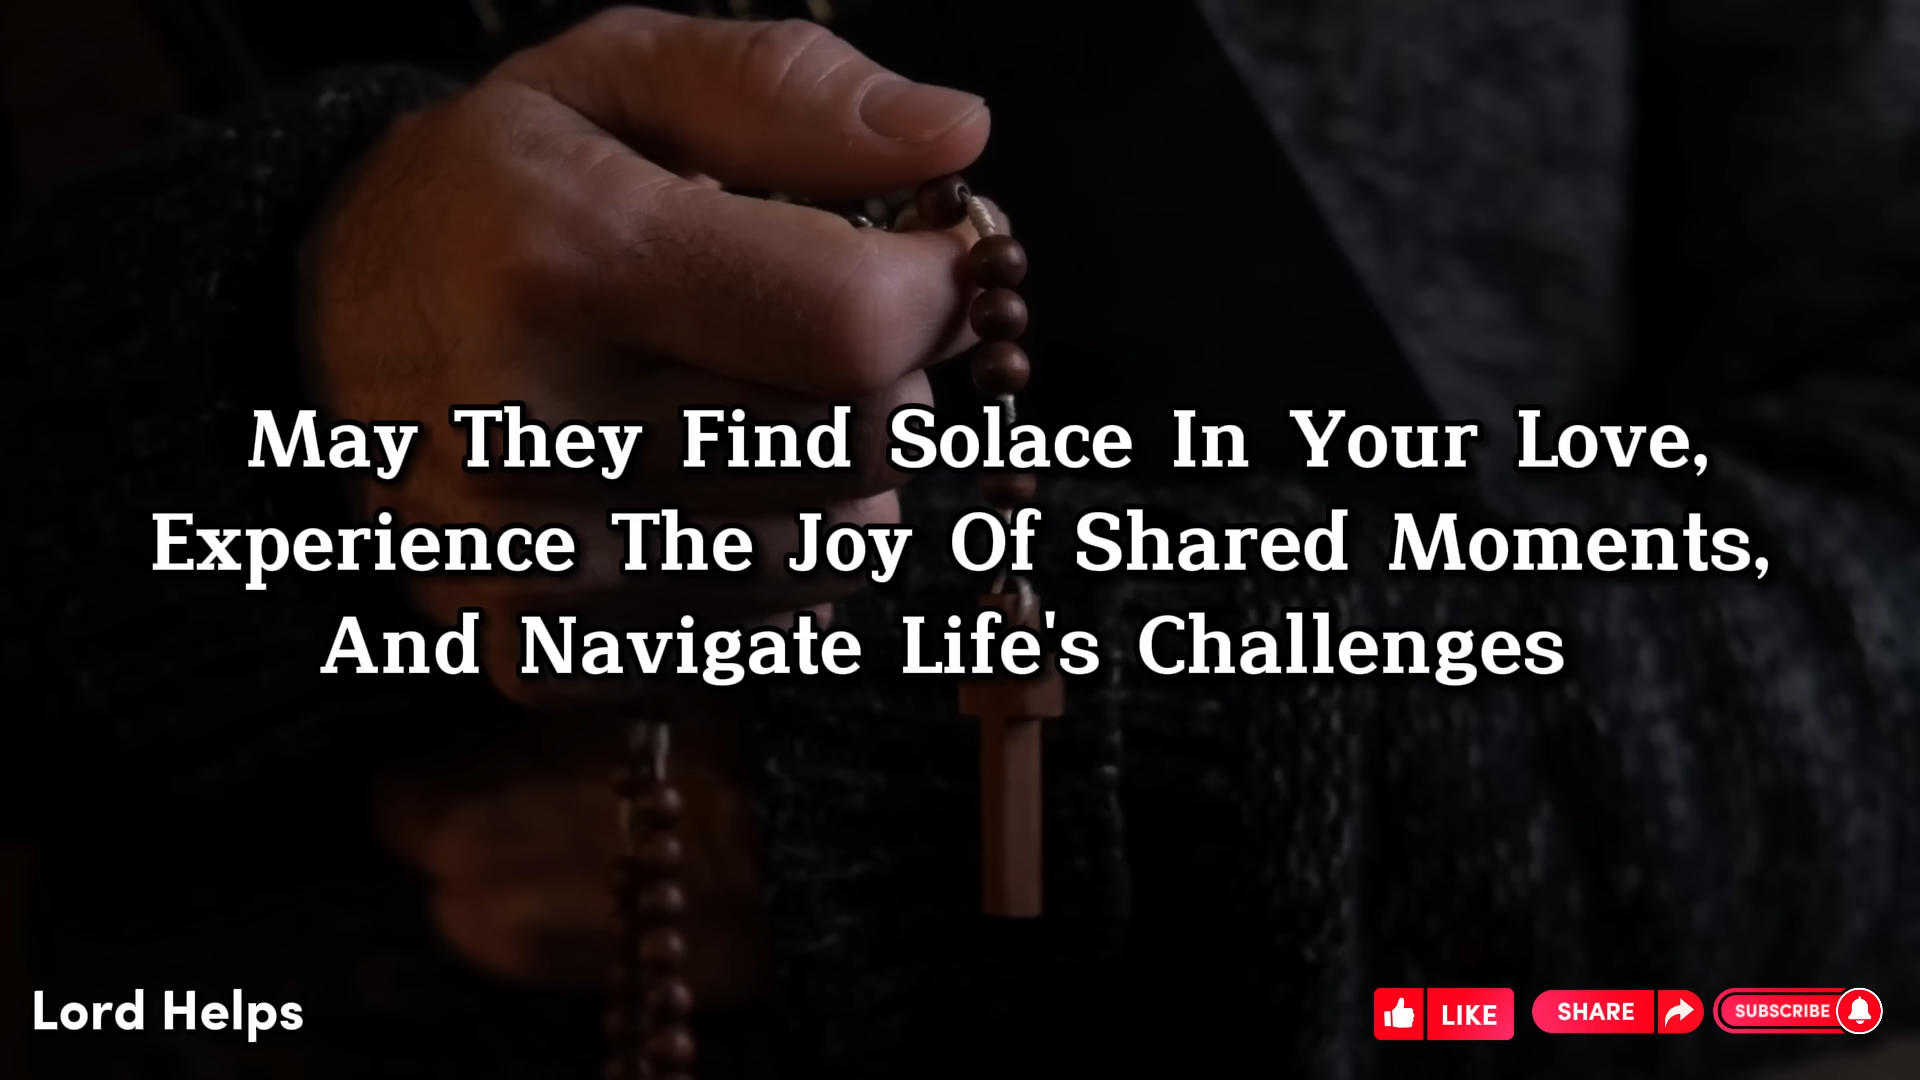 May They Find Solace In Your Love,
Experience The Joy Of Shared Moments,
And Navigate Life's Challenges
Lord Helps
LIKE
SHARE
SUBSCRIBE